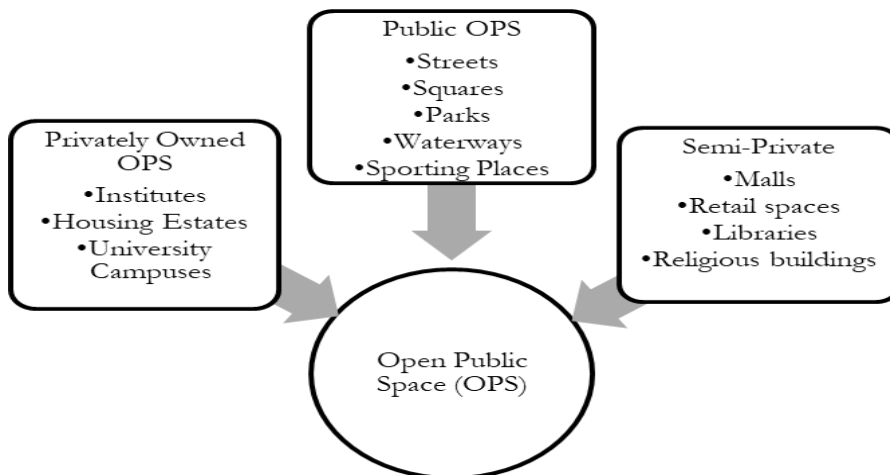 Public OPS
•Streets
•Squares
•Parks
•Waterways
•Sporting Places
Privately Owned
OPS
•Institutes
•Housing Estates
•University
Campuses
Semi-Private
•Malls
•Retail spaces
•Libraries
•Religious buildings
Open Public
Space (OPS)